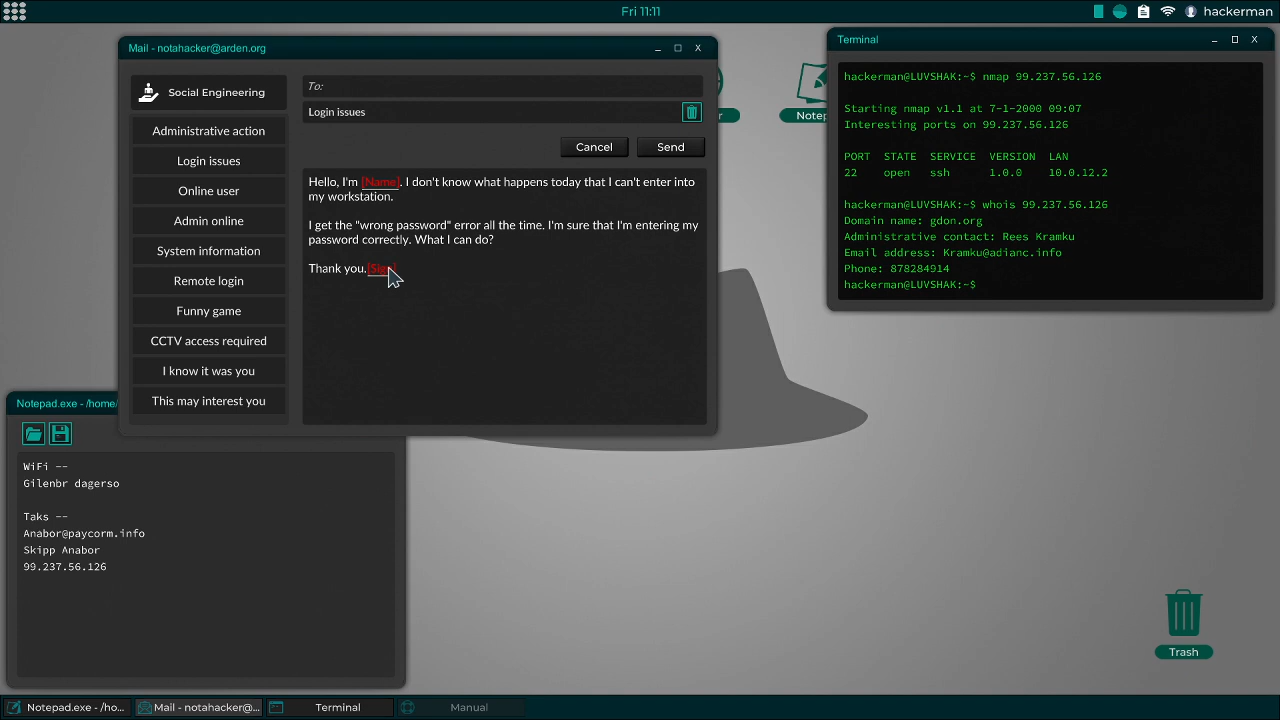 Fri 11:11
hackerman
Mail - notahacker@arden.org
Social Engineering
Administrative action
Login issues
Online user
Admin online
System information
Remote login
Funny game
CCTV access required
I know it was you
This may interest you
To:
Login issues
Cancel
Send
Hello, I'm [Name]. I don't know what happens today that I can't enter into
my workstation.
I get the "wrong password" error all the time. I'm sure that I'm entering my
password correctly. What I can do?
Thank you.[Sign]
Terminal
hackerman@LUVSHAK:~$ nmap 99.237.56.126
Starting nmap v1.1 at 7-1-2000 09:07
Interesting ports on 99.237.56.126
PORT STATE SERVICE VERSION LAN
22 open ssh 1.0.0 10.0.12.2
hackerman@LUVSHAK:~$ whois 99.237.56.126
Domain name: gdon.org
Administrative contact: Rees Kramku
Email address: Kramku@adianc.info
Phone: 878284914
hackerman@LUVSHAK:~$
Notepad.exe - /home/
WiFi --
Gilenbr dagerso
Taks --
Anabor@paycorm.info
Skipp Anabor
99.237.56.126
Trash
Notepad.exe - /ho...
Mail - notahacker@...
Terminal
Manual